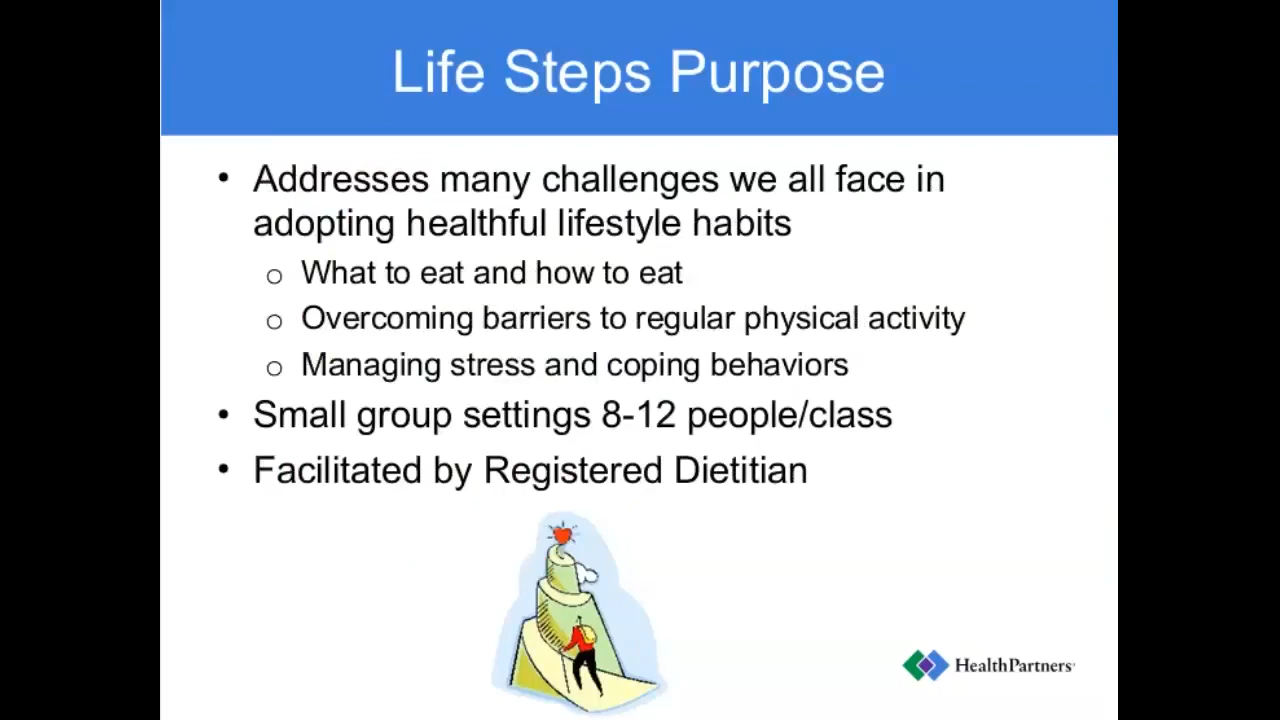 Life Steps Purpose
• Addresses many challenges we all face in
adopting healthful lifestyle habits
o What to eat and how to eat
o Overcoming barriers to regular physical activity
o Managing stress and coping behaviors
• Small group settings 8-12 people/class
• Facilitated by Registered Dietitian
HealthPartners